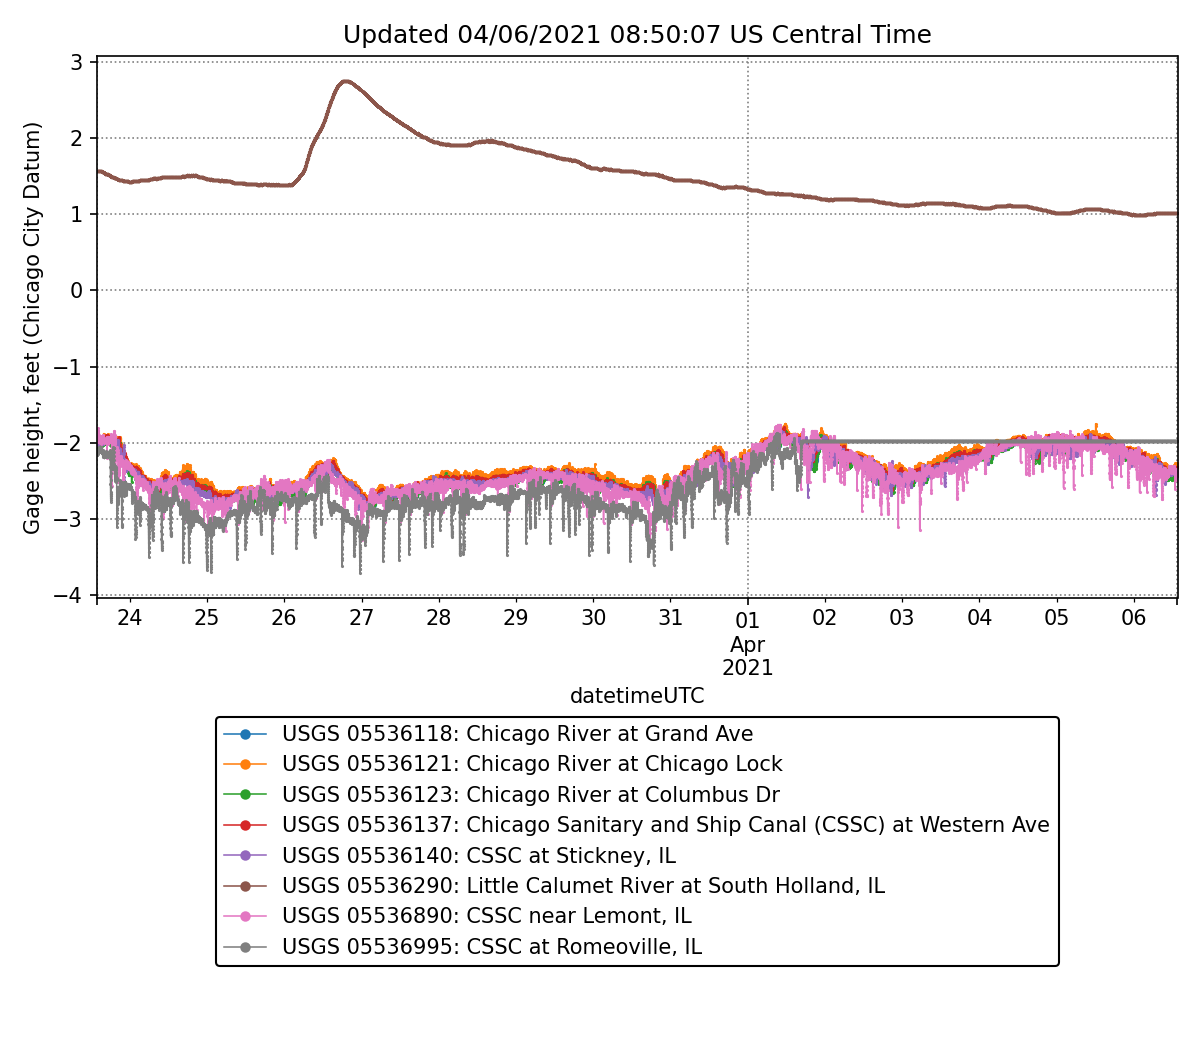 Updated 04/06/2021 08:50:07 US Central Time
Gage height, feet (Chicago City Datum)
3
2
1
0
−1
−2
−3
−4
24 25 26 27 28 29 30 31 01 02 03 04 05 06
Apr
2021
datetimeUTC
USGS 05536118: Chicago River at Grand Ave
USGS 05536121: Chicago River at Chicago Lock
USGS 05536123: Chicago River at Columbus Dr
USGS 05536137: Chicago Sanitary and Ship Canal (CSSC) at Western Ave
USGS 05536140: CSSC at Stickney, IL
USGS 05536290: Little Calumet River at South Holland, IL
USGS 05536890: CSSC near Lemont, IL
USGS 05536995: CSSC at Romeoville, IL